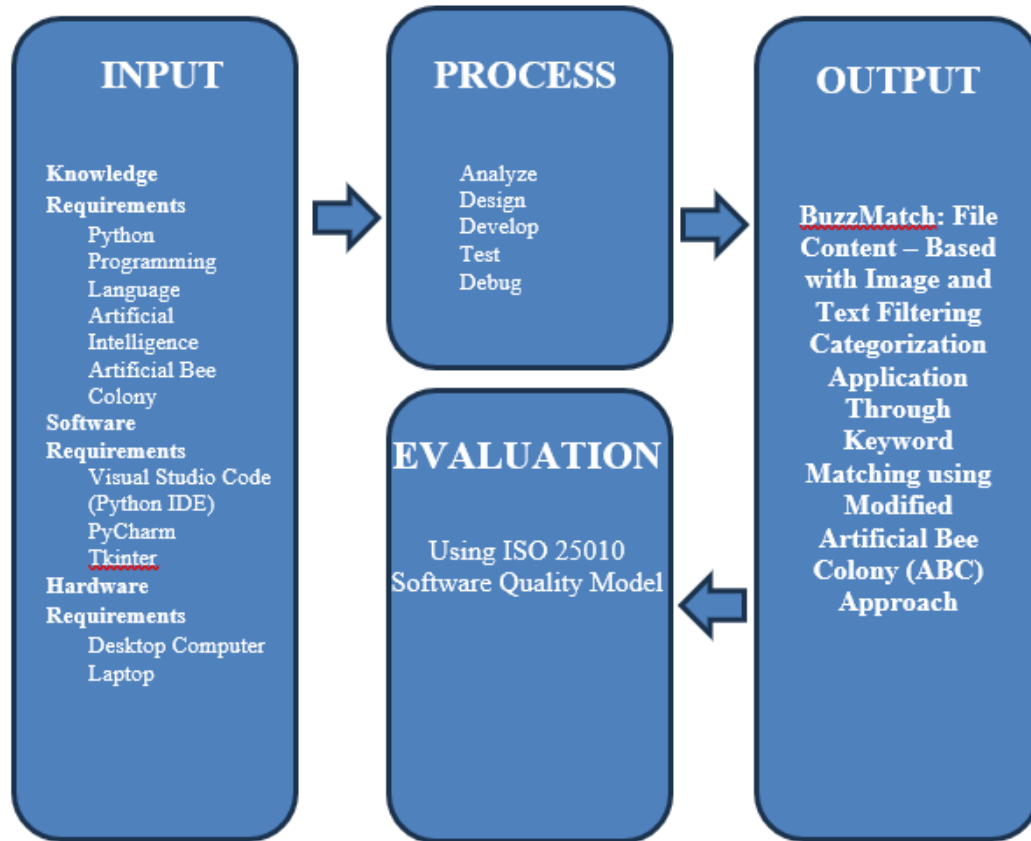 INPUT
Knowledge
Requirements
Python
Programming
Language
Artificial
Intelligence
Artificial Bee
Colony
Software
Requirements
Visual Studio Code
(Python IDE)
PyCharm
Tkinter
Hardware
Requirements
Desktop Computer
Laptop
PROCESS
Analyze
Design
Develop
Test
Debug
OUTPUT
BuzzMatch: File
Content – Based
with Image and
Text Filtering
Categorization
Application
Through
Keyword
Matching using
Modified
Artificial Bee
Colony (ABC)
Approach
EVALUATION
Using ISO 25010
Software Quality Model